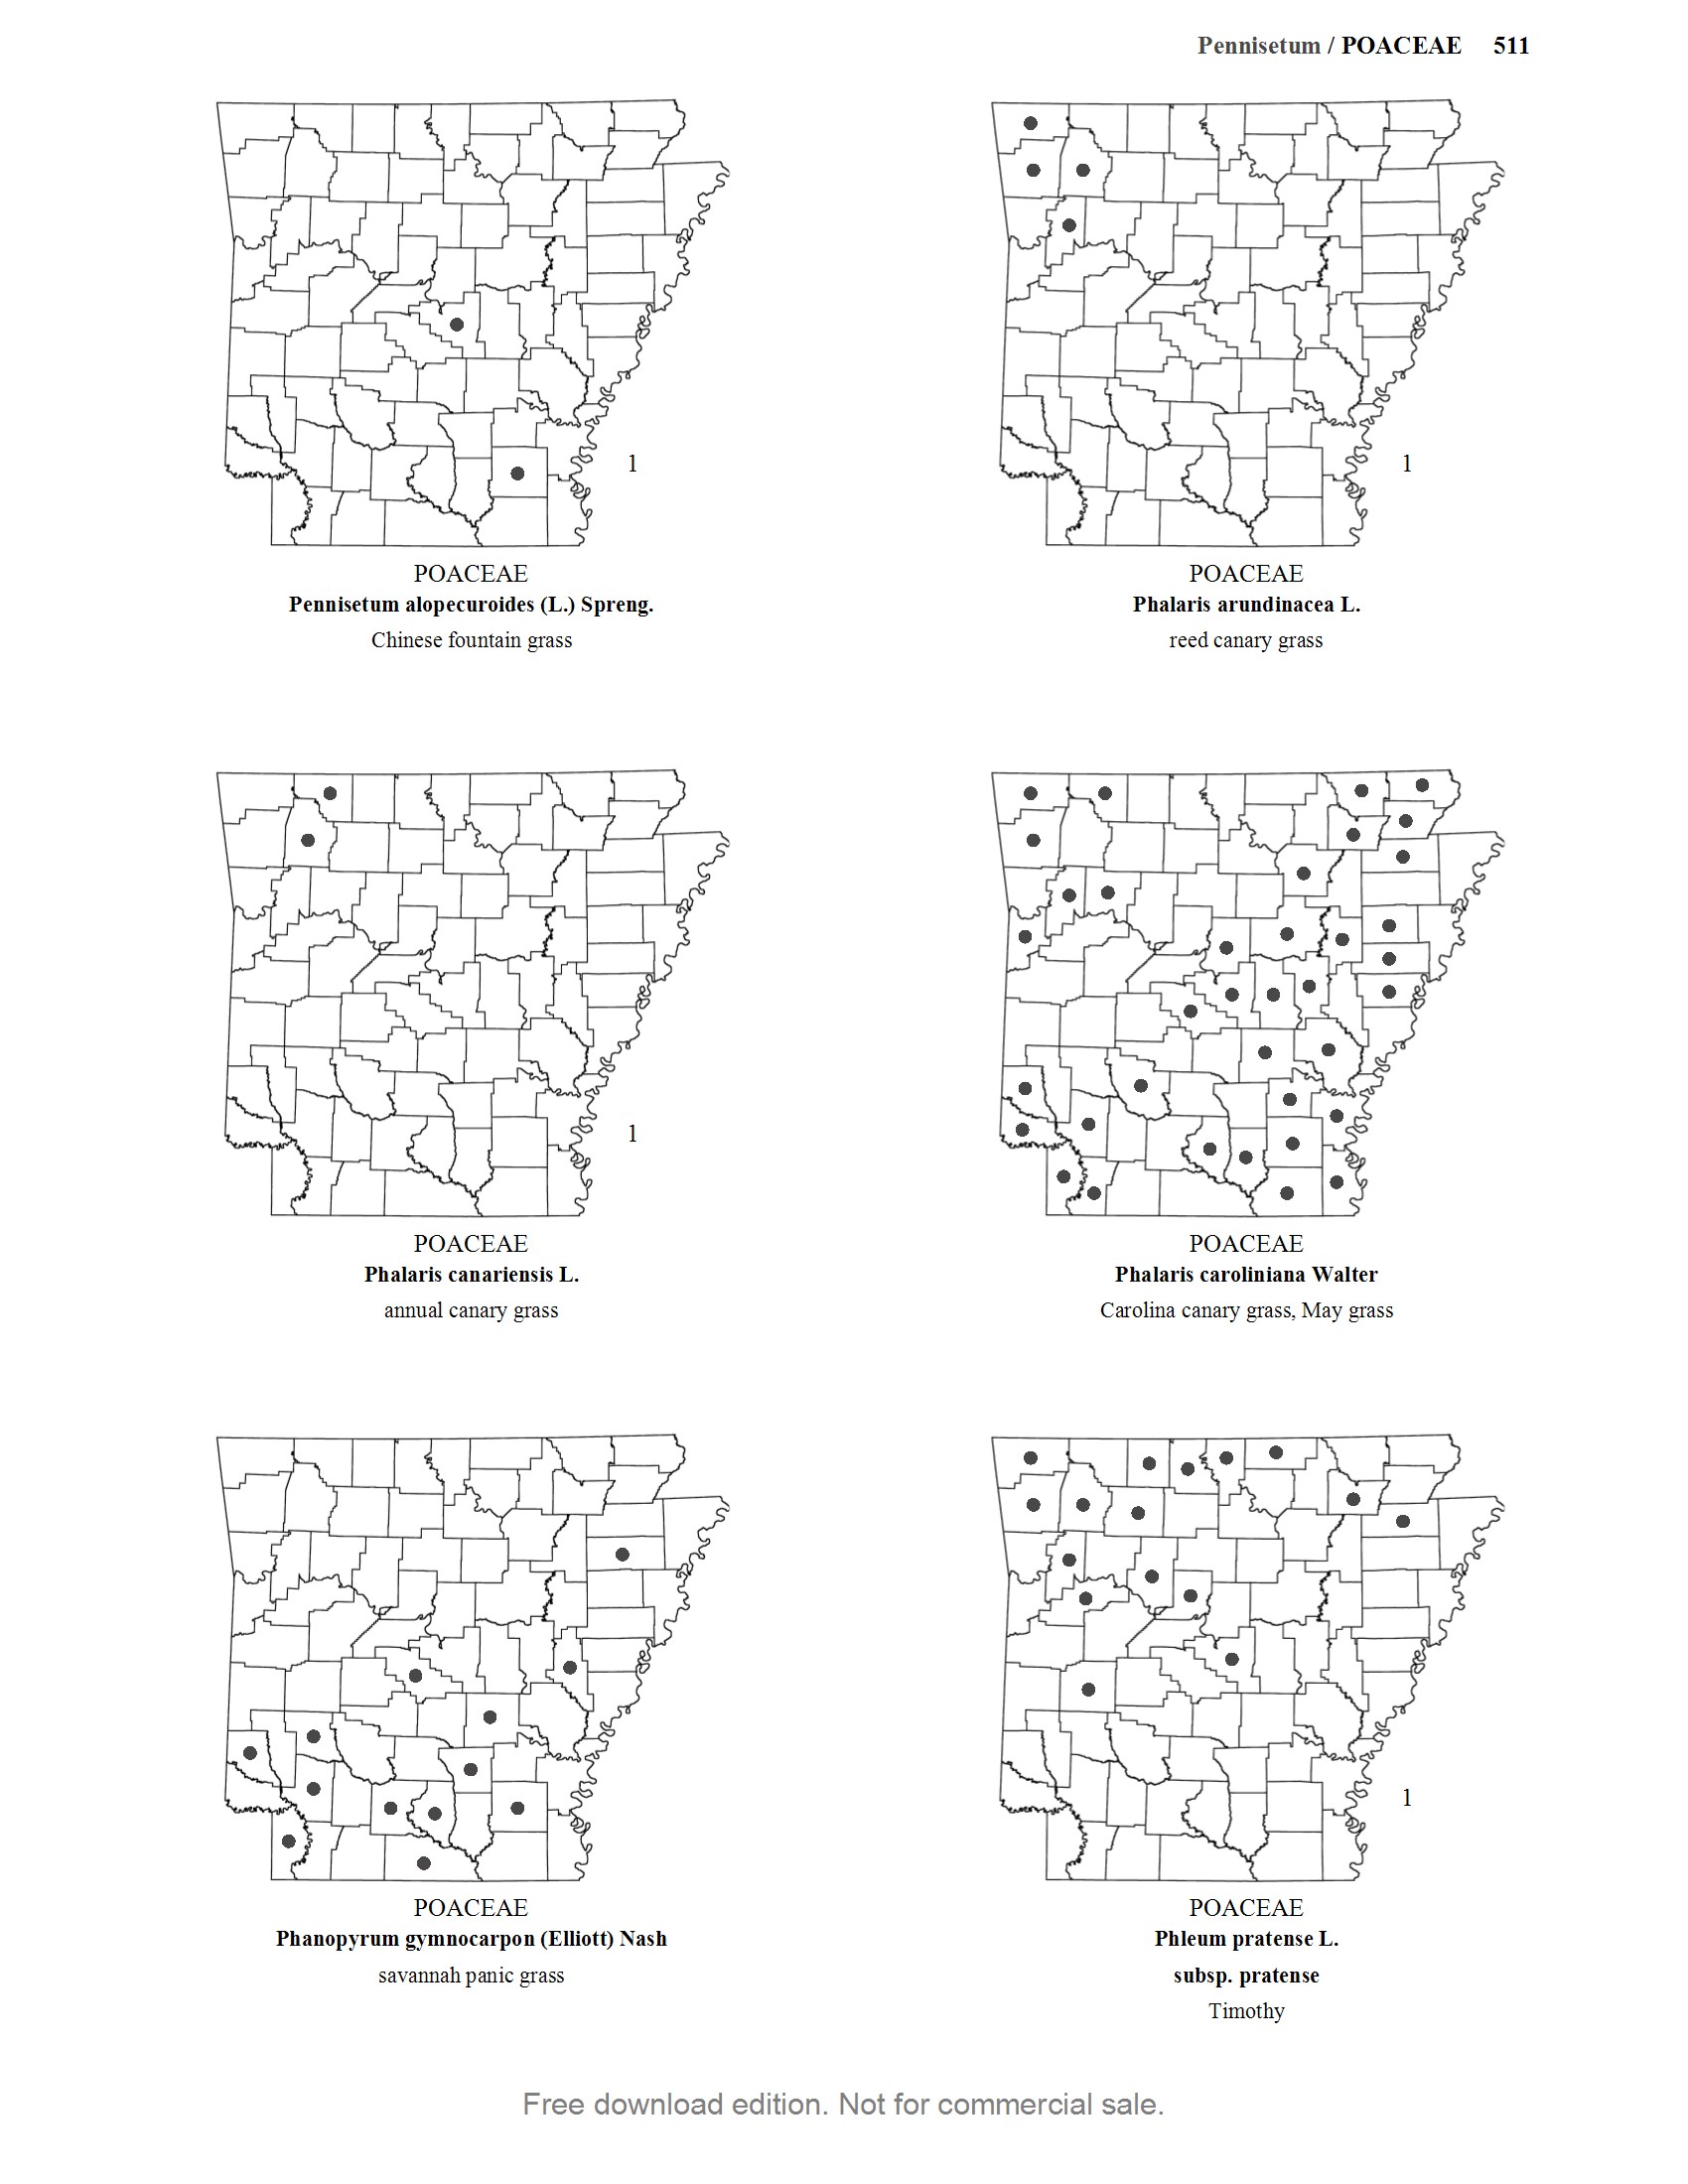 Pennisetum / POACEAE 511
1
POACEAE
Pennisetum alopecuroides (L.) Spreng.
Chinese fountain grass
1
POACEAE
Phalaris arundinacea L.
reed canary grass
1
POACEAE
Phalaris canariensis L.
annual canary grass
POACEAE
Phalaris caroliniana Walter
Carolina canary grass, May grass
POACEAE
Phanopyrum gymnocarpon (Elliott) Nash
savannah panic grass
1
POACEAE
Phleum pratense L.
subsp. pratense
Timothy
Free download edition. Not for commercial sale.